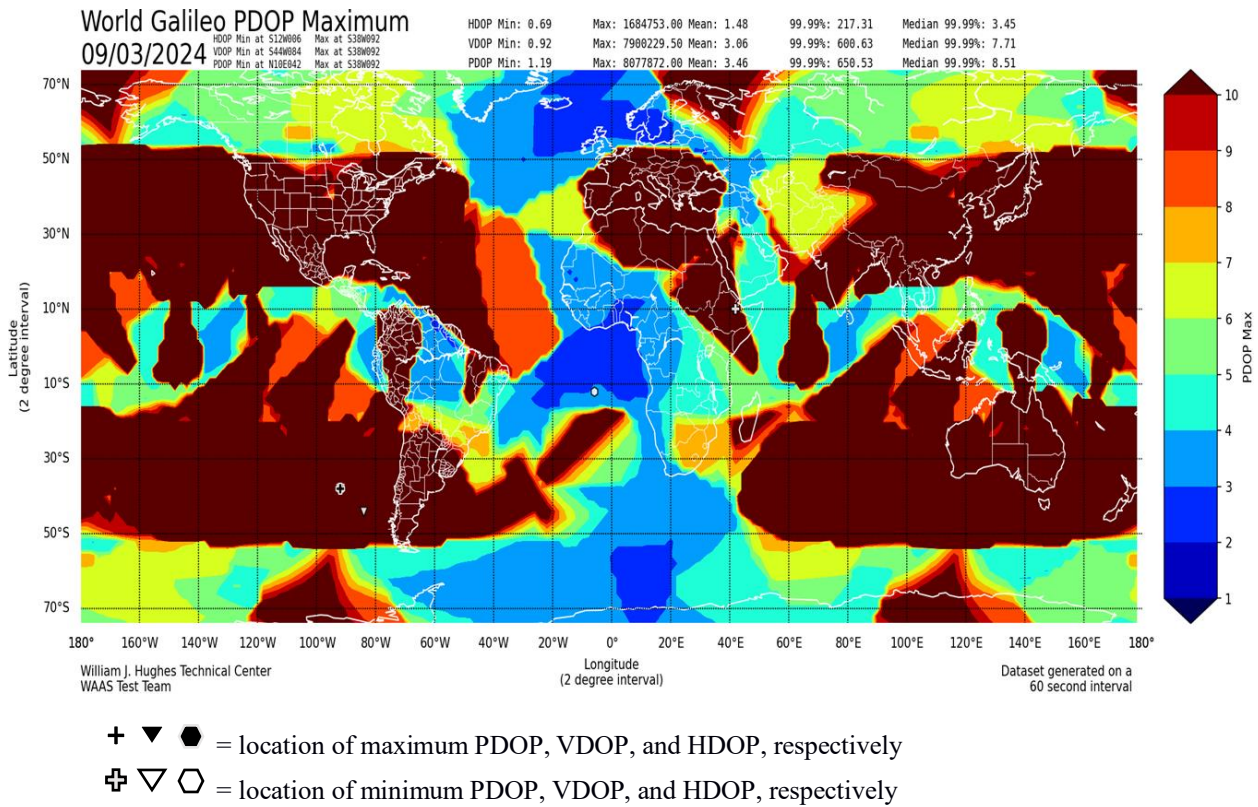 World Galileo PDOP Maximum
09/03/2024
HDOP Min at S12W006 Max at S38W092
VDOP Min at S44W084 Max at S38W092
PDOP Min at N10E042 Max at S38W092
HDOP Min: 0.69 Max: 1684753.00 Mean: 1.48 99.99%: 217.31 Median 99.99%: 3.45
VDOP Min: 0.92 Max: 7900229.50 Mean: 3.06 99.99%: 600.63 Median 99.99%: 7.71
PDOP Min: 1.19 Max: 8077872.00 Mean: 3.46 99.99%: 650.53 Median 99.99%: 8.51
70°N
50°N
30°N
10°N
10°S
30°S
50°S
70°S
Latitude
(2 degree interval)
180° 160°W 140°W 120°W 100°W 80°W 60°W 40°W 20°W 0° 20°E 40°E 60°E 80°E 100°E 120°E 140°E 160°E 178°
Longitude
(2 degree interval)
William J. Hughes Technical Center
WAAS Test Team
Dataset generated on a
60 second interval
10
9
8
7
6
5
4
3
2
1
PDOP Max
= location of maximum PDOP, VDOP, and HDOP, respectively
= location of minimum PDOP, VDOP, and HDOP, respectively